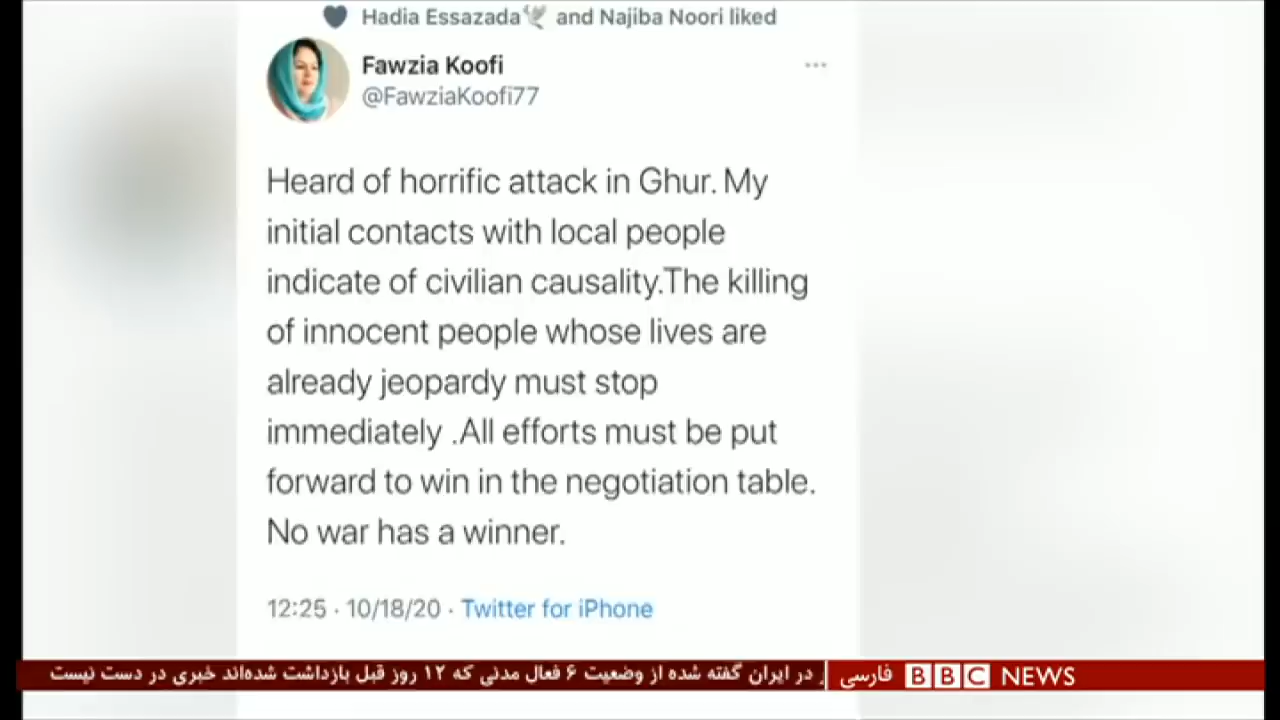 Hadia Essazada🕊 and Najiba Noori liked
Fawzia Koofi
@FawziaKoofi77
Heard of horrific attack in Ghur. My
initial contacts with local people
indicate of civilian causality.The killing
of innocent people whose lives are
already jeopardy must stop
immediately .All efforts must be put
forward to win in the negotiation table.
No war has a winner.
12:25 · 10/18/20 · Twitter for iPhone
در ایران گفته شده از وضعیت ۶ فعال مدنی که ۱۲ روز قبل بازداشت شده‌اند خبری در دست نیست
BBC NEWS فارسی